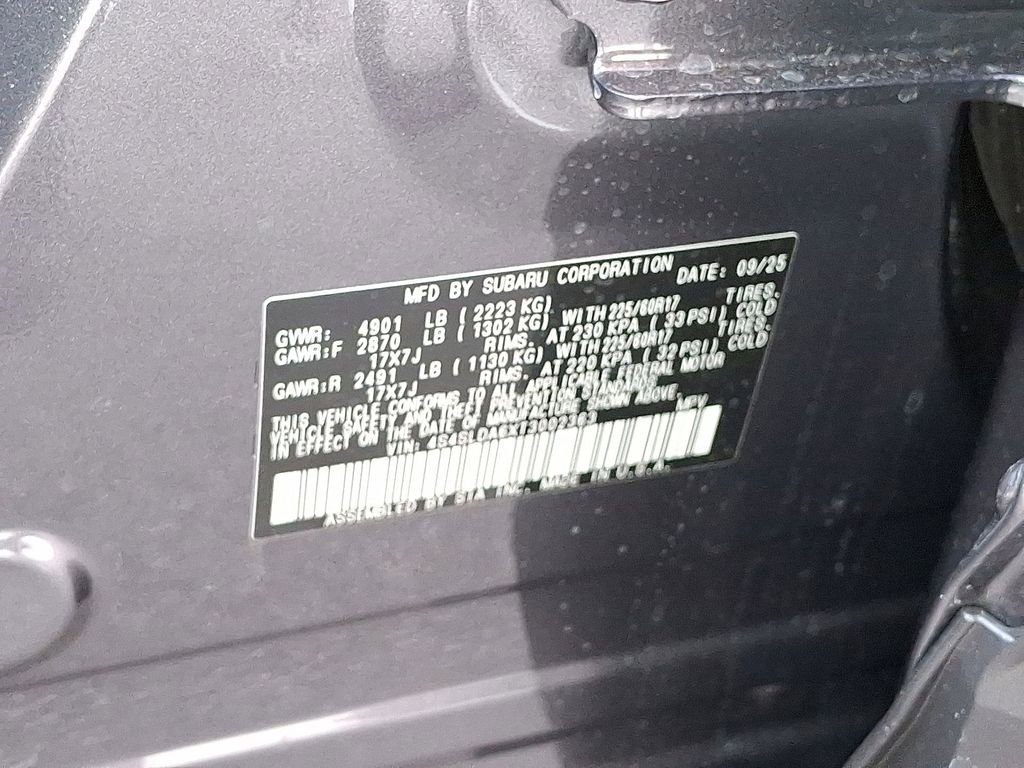 MFD BY SUBARU CORPORATION DATE: 09/25
GVWR: 4901 LB ( 2223 KG)
GAWR:F 2870 LB ( 1302 KG) WITH 225/60R17 TIRES,
17X7J RIMS, AT 230 KPA ( 33 PSI) COLD
GAWR:R 2491 LB ( 1130 KG) WITH 225/60R17 TIRES,
17X7J RIMS, AT 220 KPA ( 32 PSI) COLD
THIS VEHICLE CONFORMS TO ALL APPLICABLE FEDERAL MOTOR
VEHICLE SAFETY AND THEFT PREVENTION STANDARDS
IN EFFECT ON THE DATE OF MANUFACTURE SHOWN ABOVE.
VIN: MPV
ASSEMBLED BY SIA INC. MADE IN U.S.A.